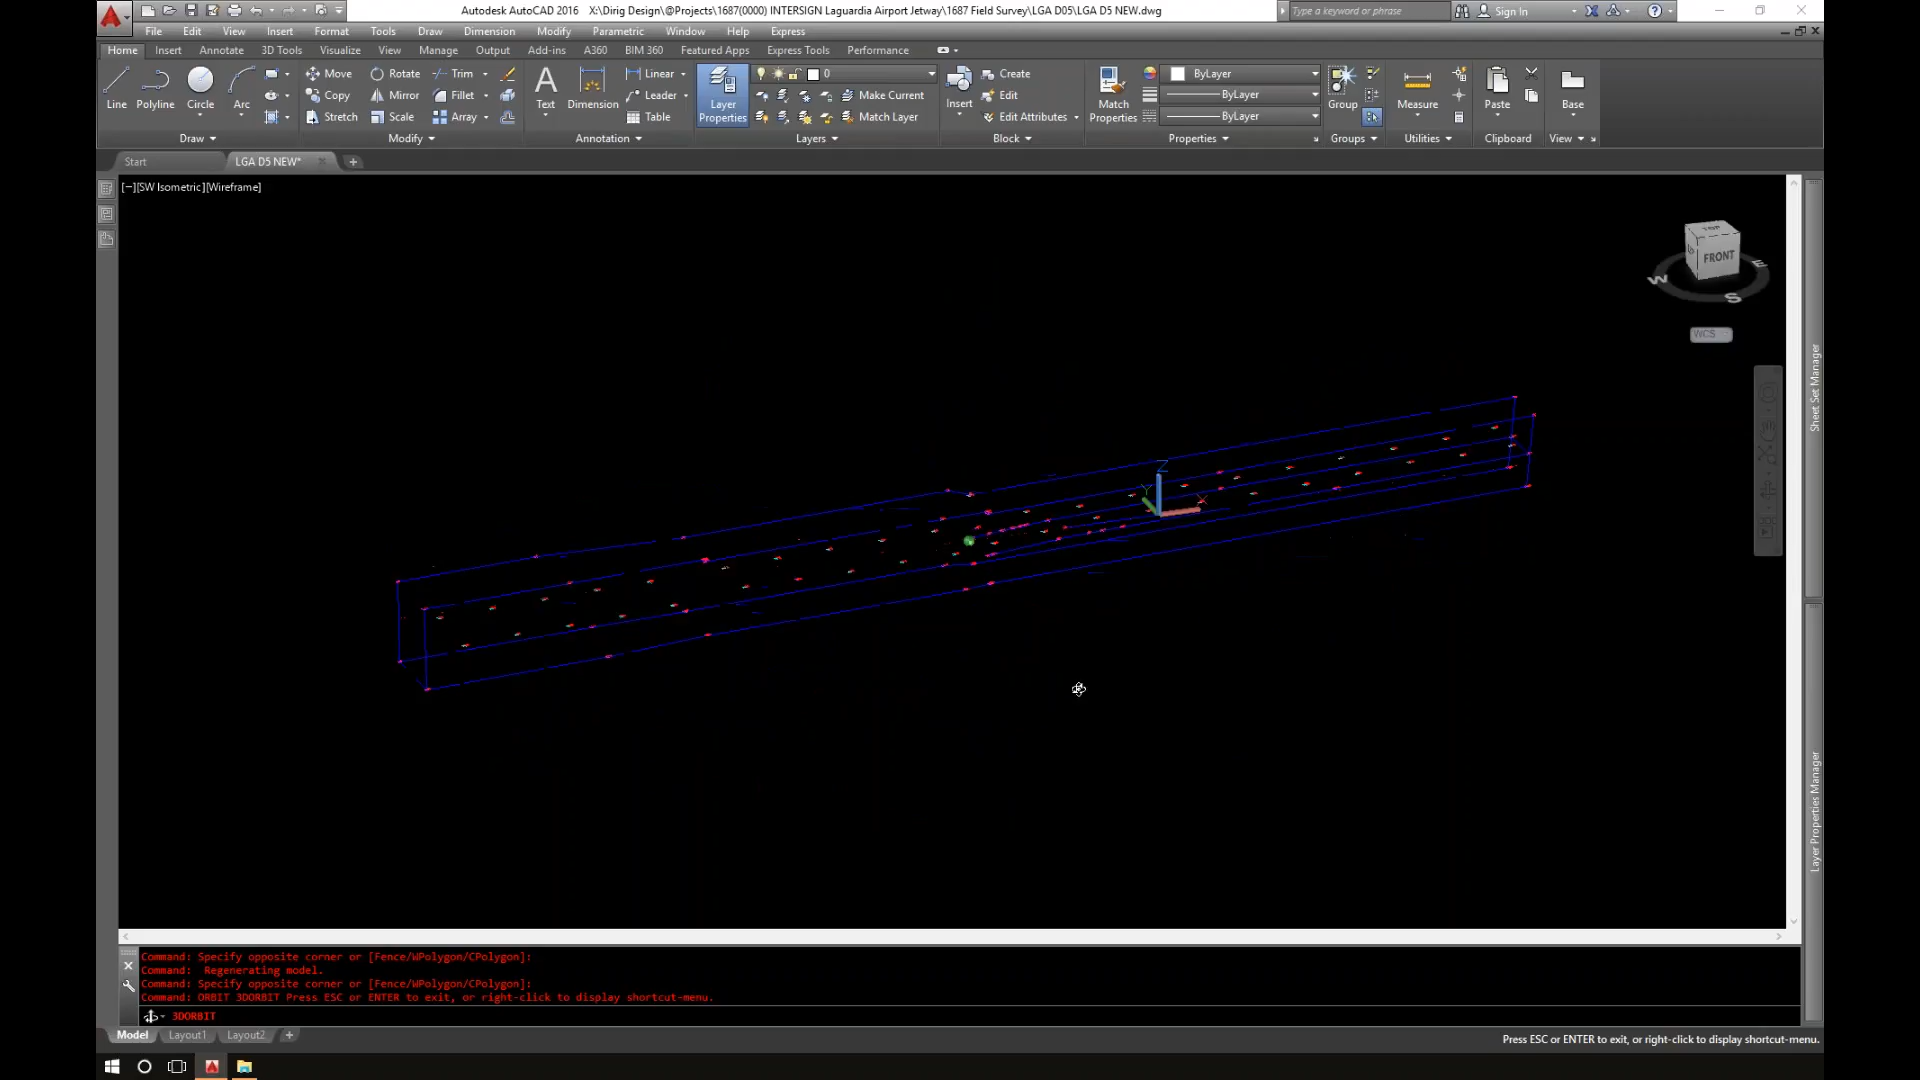 Autodesk AutoCAD 2016 X:\Dirig Design\@Projects\1687(0000) INTERSIGN Laguardia Airport Jetway\1687 Field Survey\LGA D05\LGA D5 NEW.dwg
Type a keyword or phrase
Sign In
File Edit View Insert Format Tools Draw Dimension Modify Parametric Window Help Express
Home Insert Annotate 3D Tools Visualize View Manage Output Add-ins A360 BIM 360 Featured Apps Express Tools Performance
Line Polyline Circle Arc
Move Rotate Trim
Copy Mirror Fillet
Stretch Scale Array
Text Dimension
Linear
Leader
Table
Layer Properties
0
Make Current
Match Layer
Insert
Create
Edit
Edit Attributes
Match Properties
ByLayer
ByLayer
ByLayer
Group
Measure
Paste
Base
Draw Modify Annotation Layers Block Properties Groups Utilities Clipboard View
Start LGA D5 NEW*
[−][SW Isometric][Wireframe]
TOP
FRONT
W
S
E
WCS
Z
Y
X
Sheet Set Manager
Layer Properties Manager
Command: Specify opposite corner or [Fence/WPolygon/CPolygon]:
Command: Regenerating model.
Command: Specify opposite corner or [Fence/WPolygon/CPolygon]:
Command: ORBIT 3DORBIT Press ESC or ENTER to exit, or right-click to display shortcut-menu.
3DORBIT
Model Layout1 Layout2
Press ESC or ENTER to exit, or right-click to display shortcut-menu.